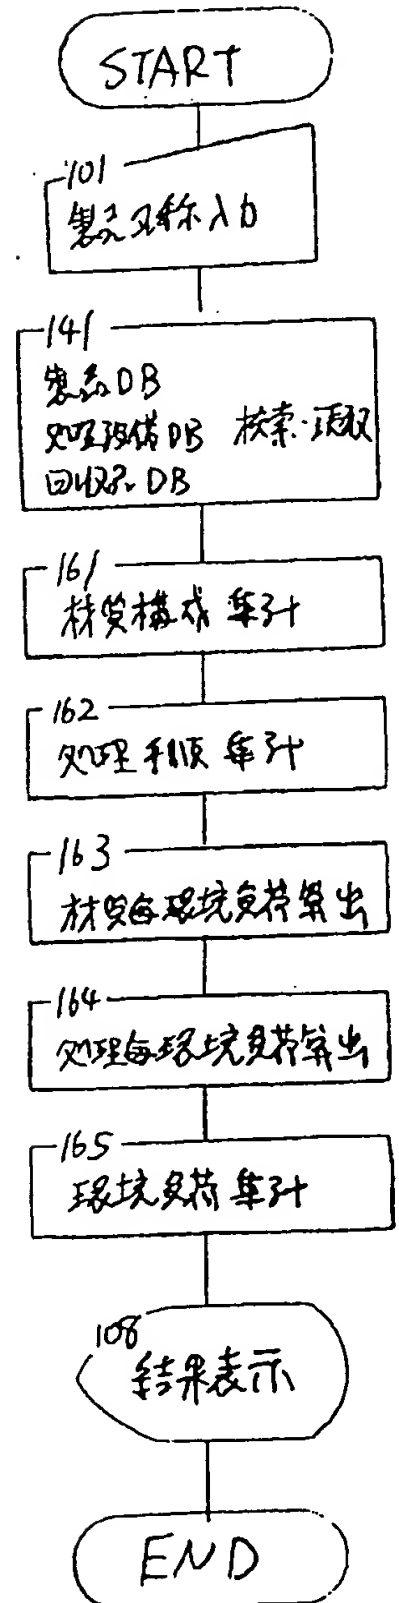 START
101
製品名称入力
141
製品DB
処理設備DB 検索・読取
回収品DB
161
材質構成集計
162
処理手順集計
163
材質毎環境負荷算出
164
処理毎環境負荷算出
165
環境負荷集計
108
結果表示
END